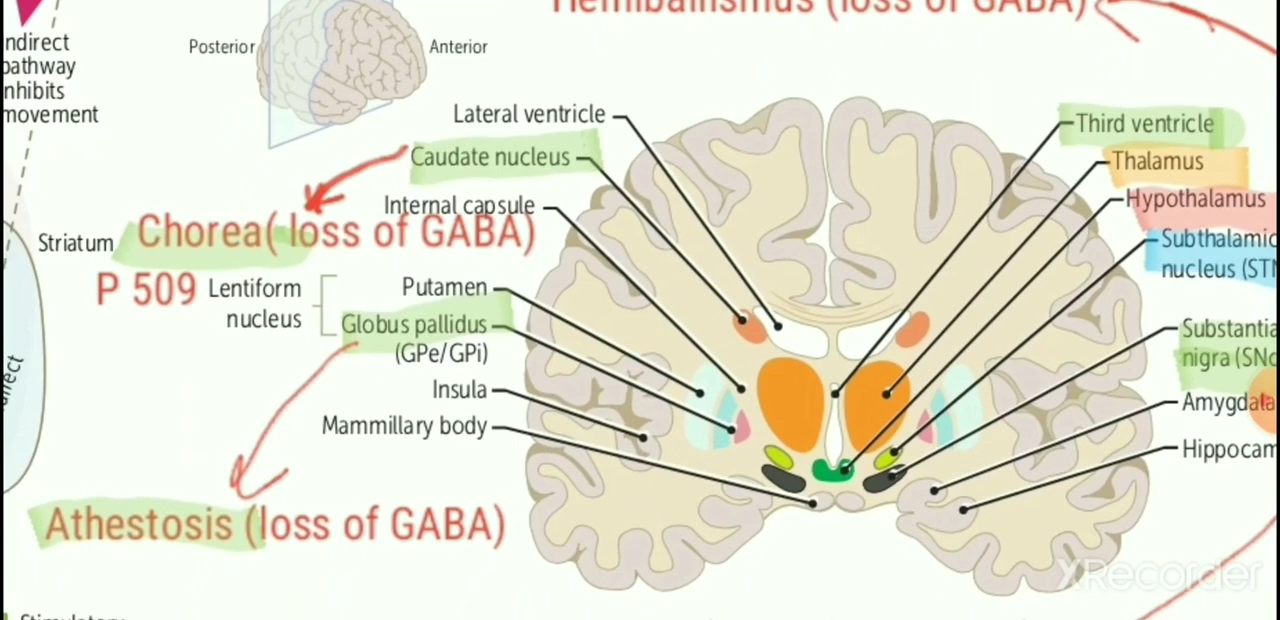 Hemiballismus (loss of GABA)
ndirect
pathway
nhibits
movement
Posterior
Anterior
Lateral ventricle
Caudate nucleus
Internal capsule
Striatum
Chorea( loss of GABA)
P 509
Lentiform
nucleus
Putamen
Globus pallidus
(GPe/GPi)
Insula
Mammillary body
Athestosis (loss of GABA)
Third ventricle
Thalamus
Hypothalamus
Subthalamic
nucleus (STN
Substantia
nigra (SNc
Amygdala
Hippocam
XRecorder